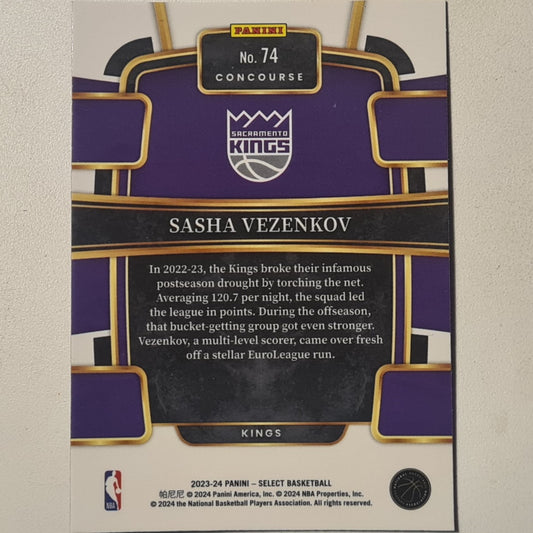 PANINI
No. 74
CONCOURSE
SACRAMENTO
KINGS
SASHA VEZENKOV
In 2022-23, the Kings broke their infamous
postseason drought by torching the net.
Averaging 120.7 per night, the squad led
the league in points. During the offseason,
that bucket-getting group got even stronger.
Vezenkov, a multi-level scorer, came over fresh
off a stellar EuroLeague run.
KINGS
2023-24 PANINI – SELECT BASKETBALL
帕尼尼 © 2024 Panini America, Inc. © 2024 NBA Properties, Inc.
© 2024 the National Basketball Players Association. All rights reserved.
NBA